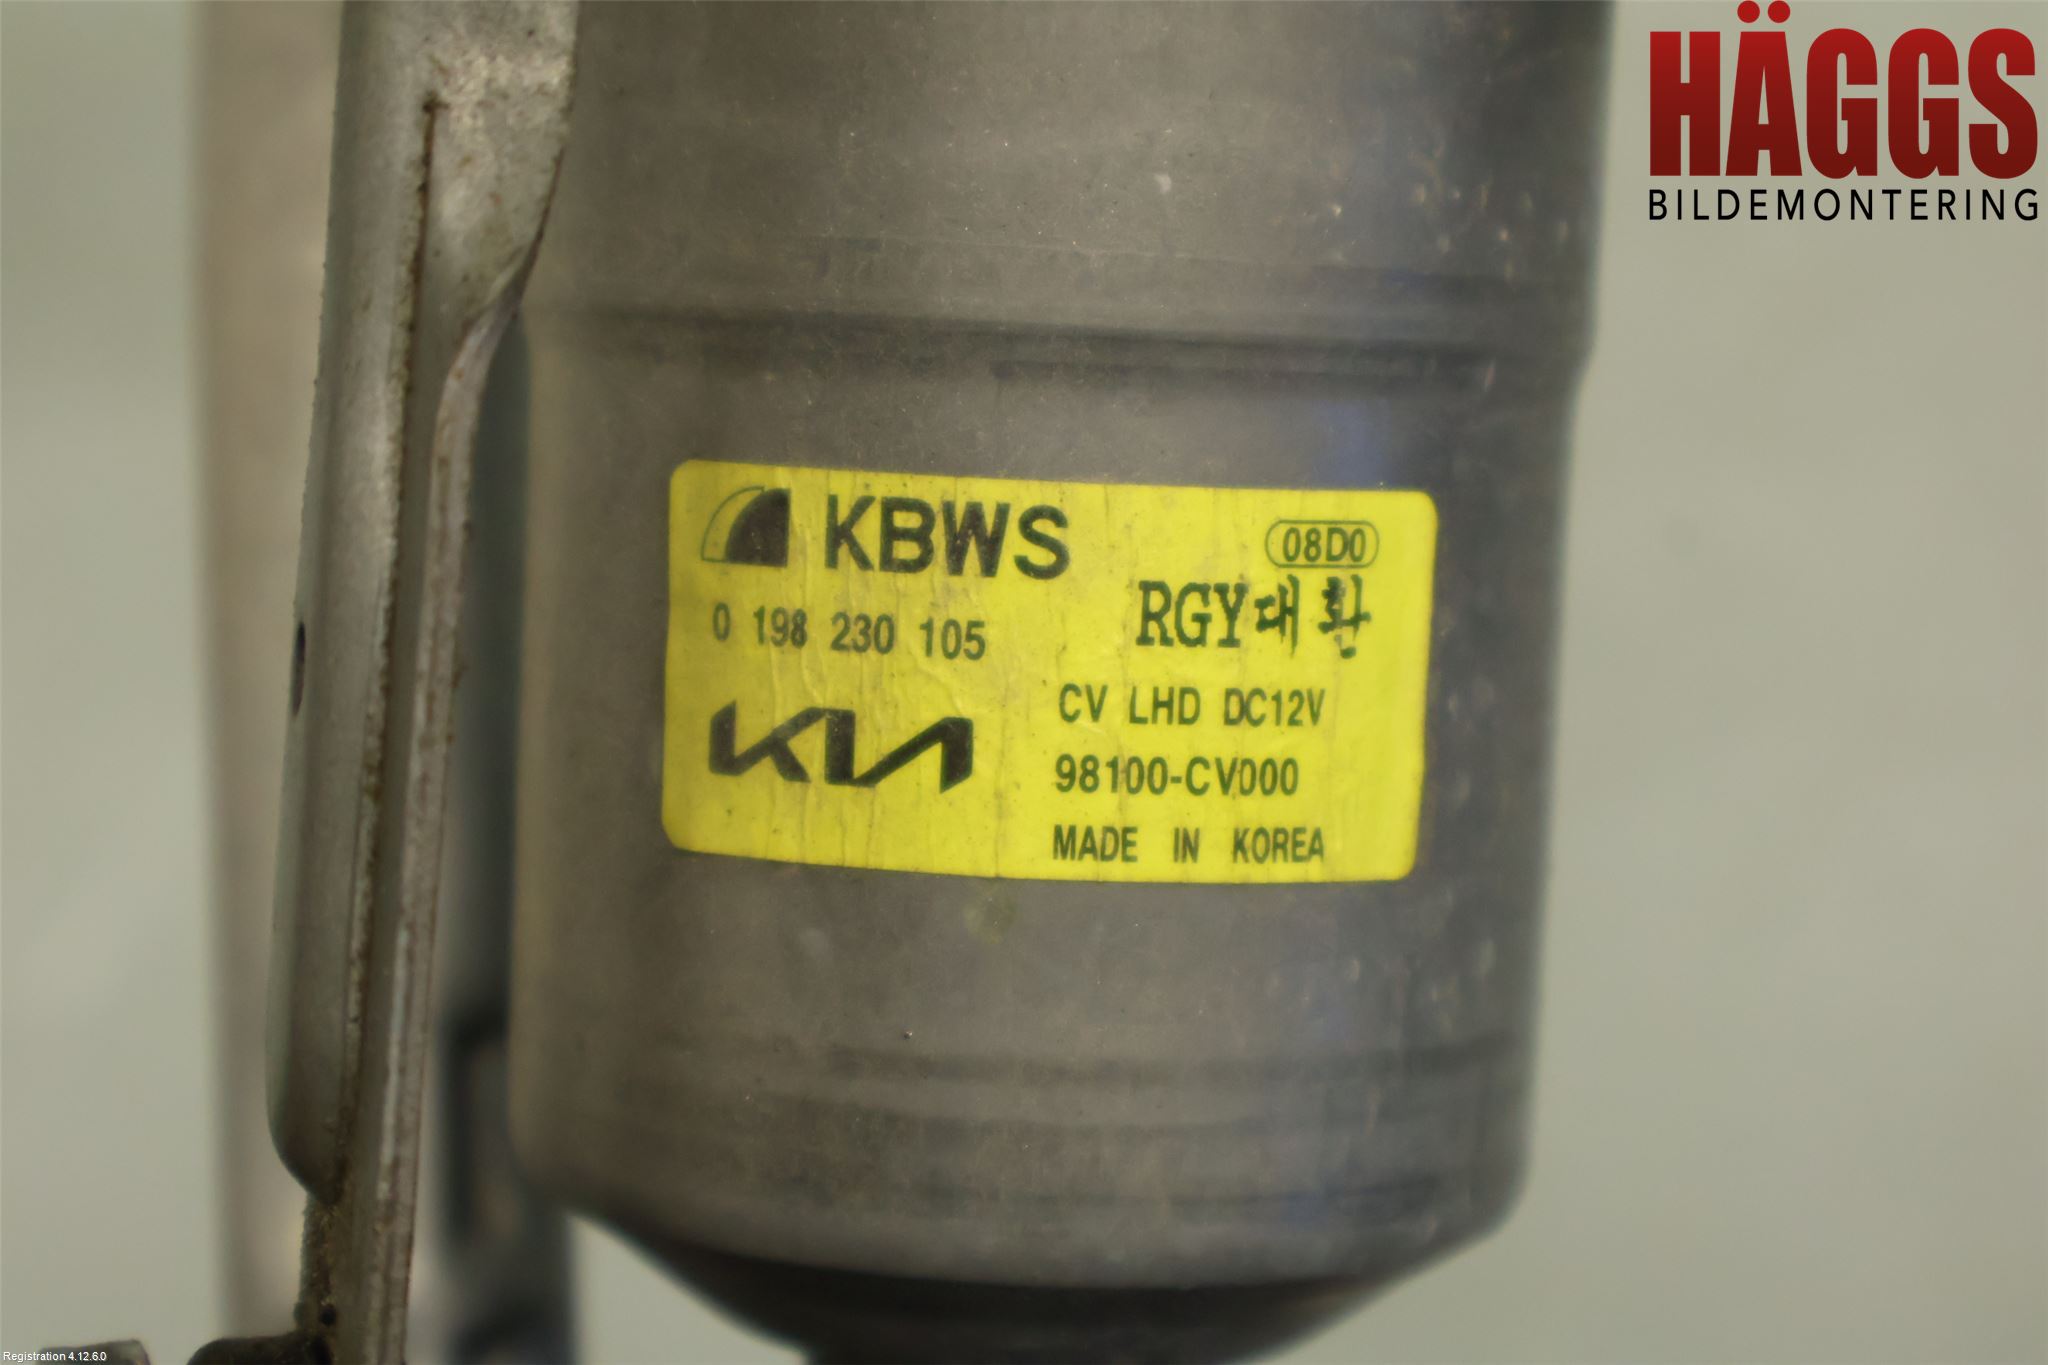 HÄGGS
BILDEMONTERING
KBWS
08D0
0 198 230 105
RGY대환
KIA
CV LHD DC12V
98100-CV000
MADE IN KOREA
Registration 4.12.6.0